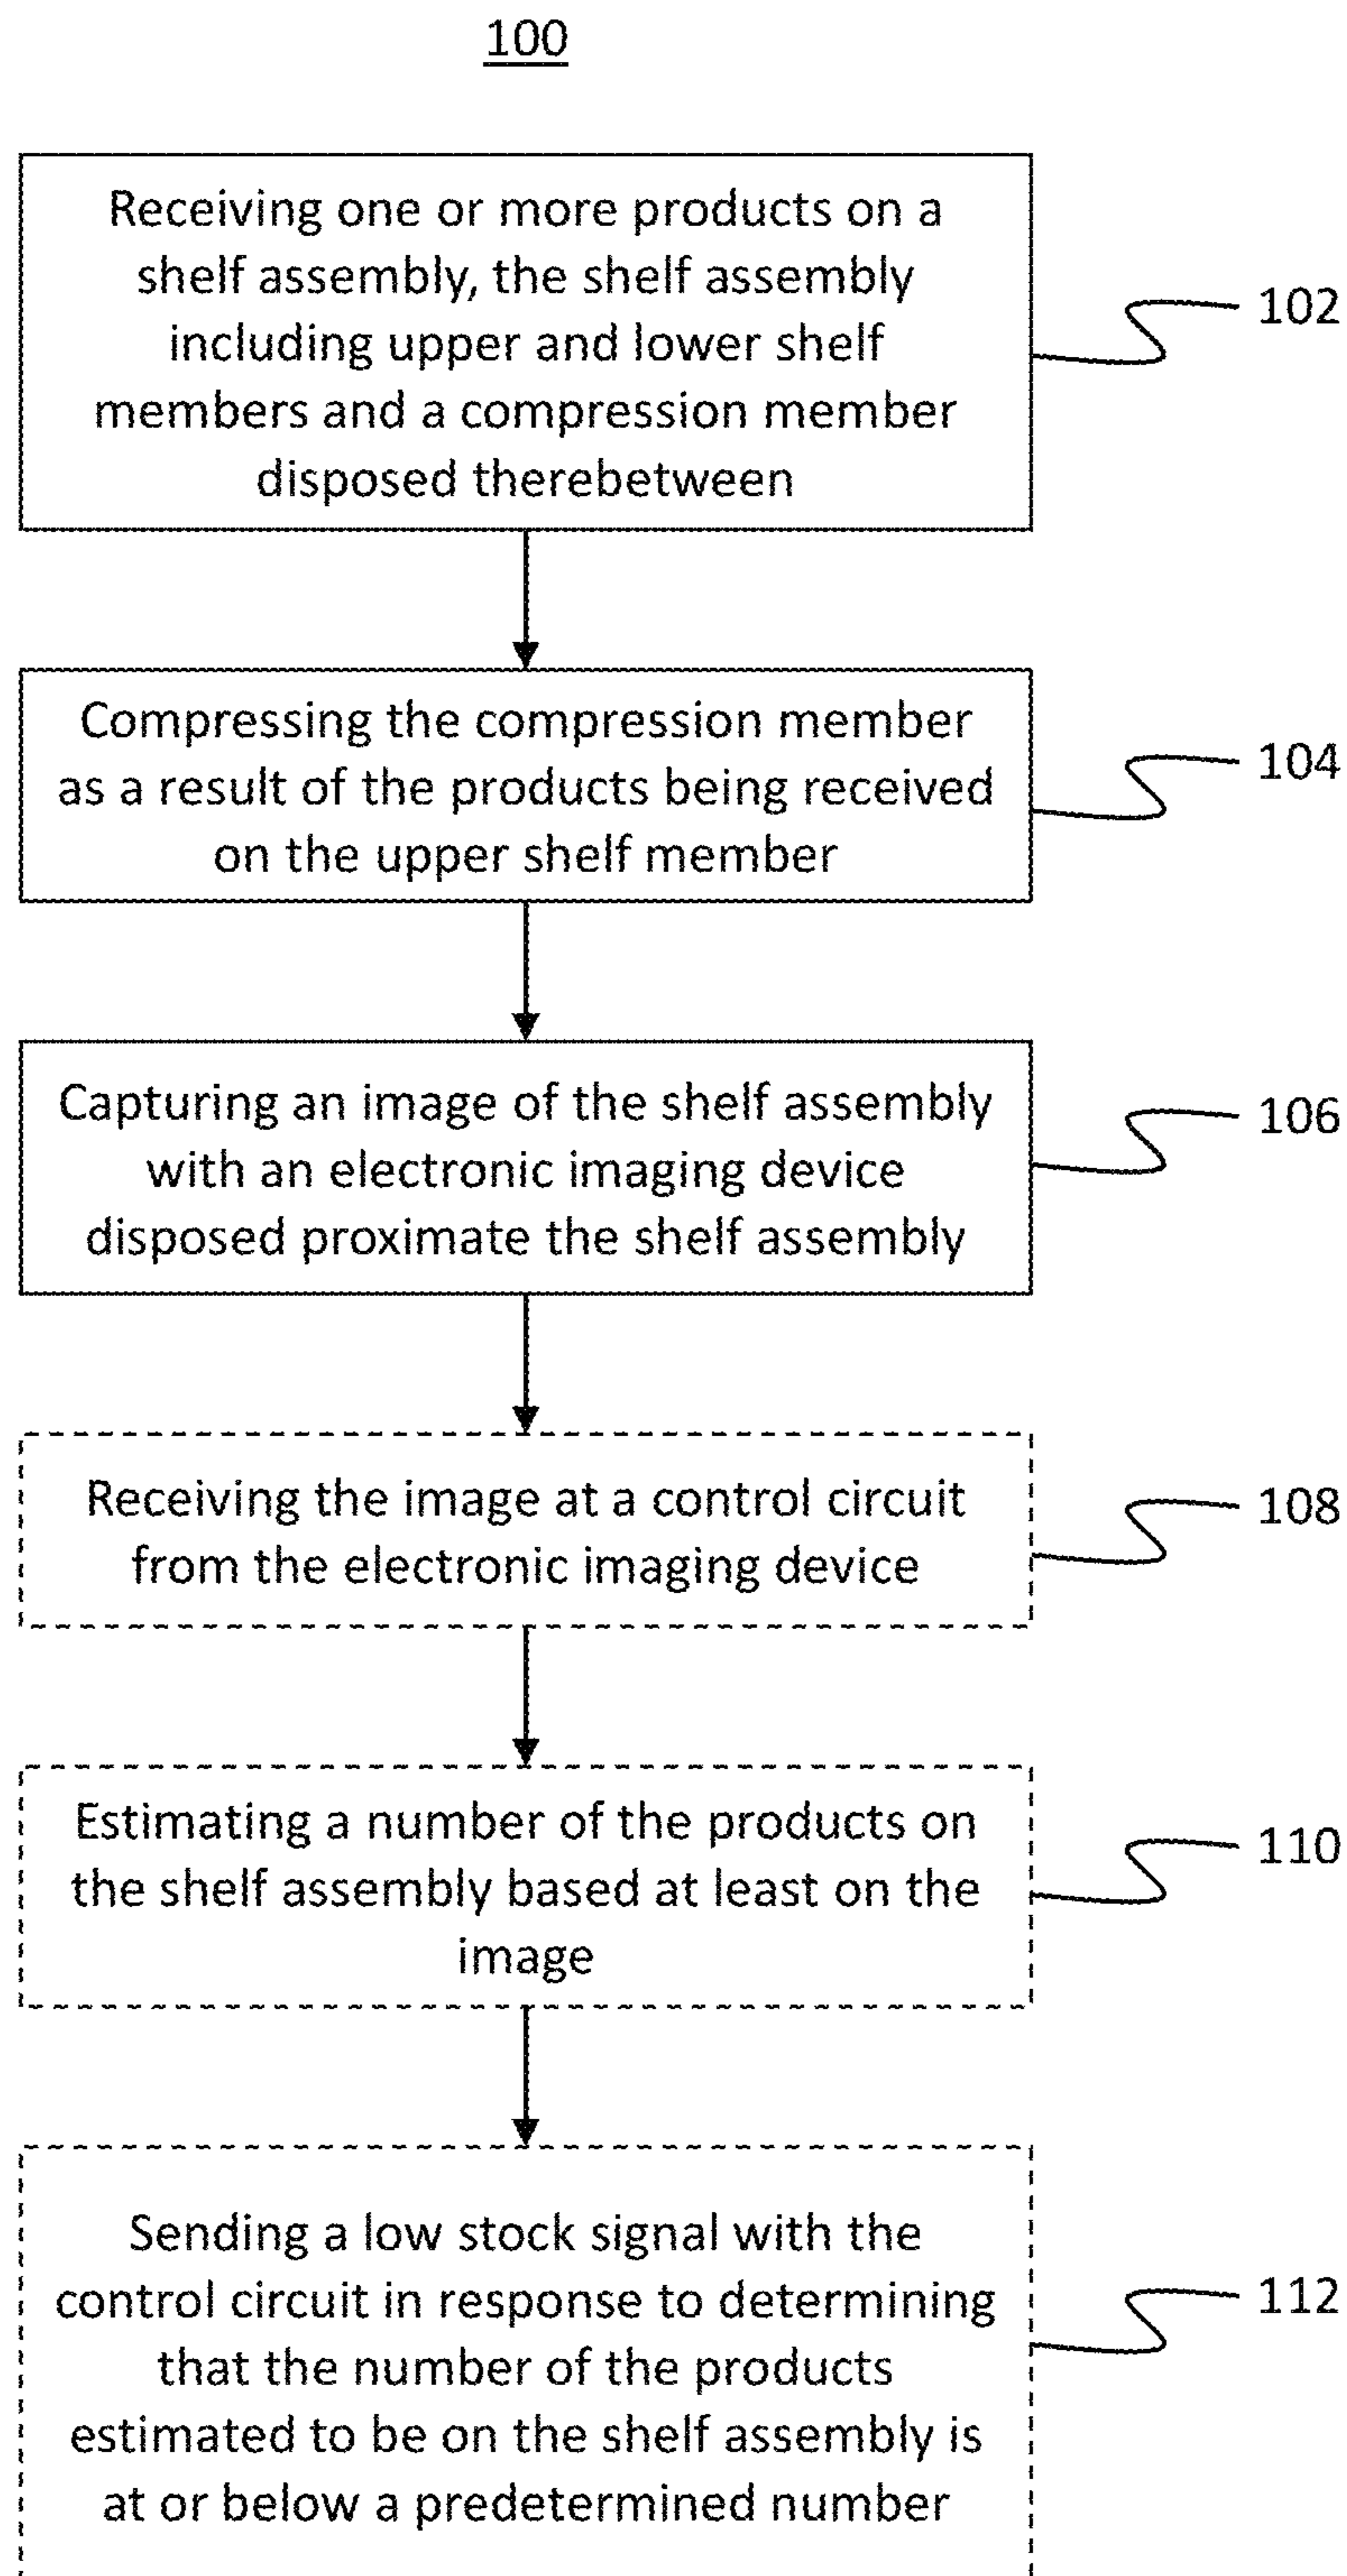 100
Receiving one or more products on a
shelf assembly, the shelf assembly
including upper and lower shelf
members and a compression member
disposed therebetween
102
Compressing the compression member
as a result of the products being received
on the upper shelf member
104
Capturing an image of the shelf assembly
with an electronic imaging device
disposed proximate the shelf assembly
106
Receiving the image at a control circuit
from the electronic imaging device
108
Estimating a number of the products on
the shelf assembly based at least on the
image
110
Sending a low stock signal with the
control circuit in response to determining
that the number of the products
estimated to be on the shelf assembly is
at or below a predetermined number
112